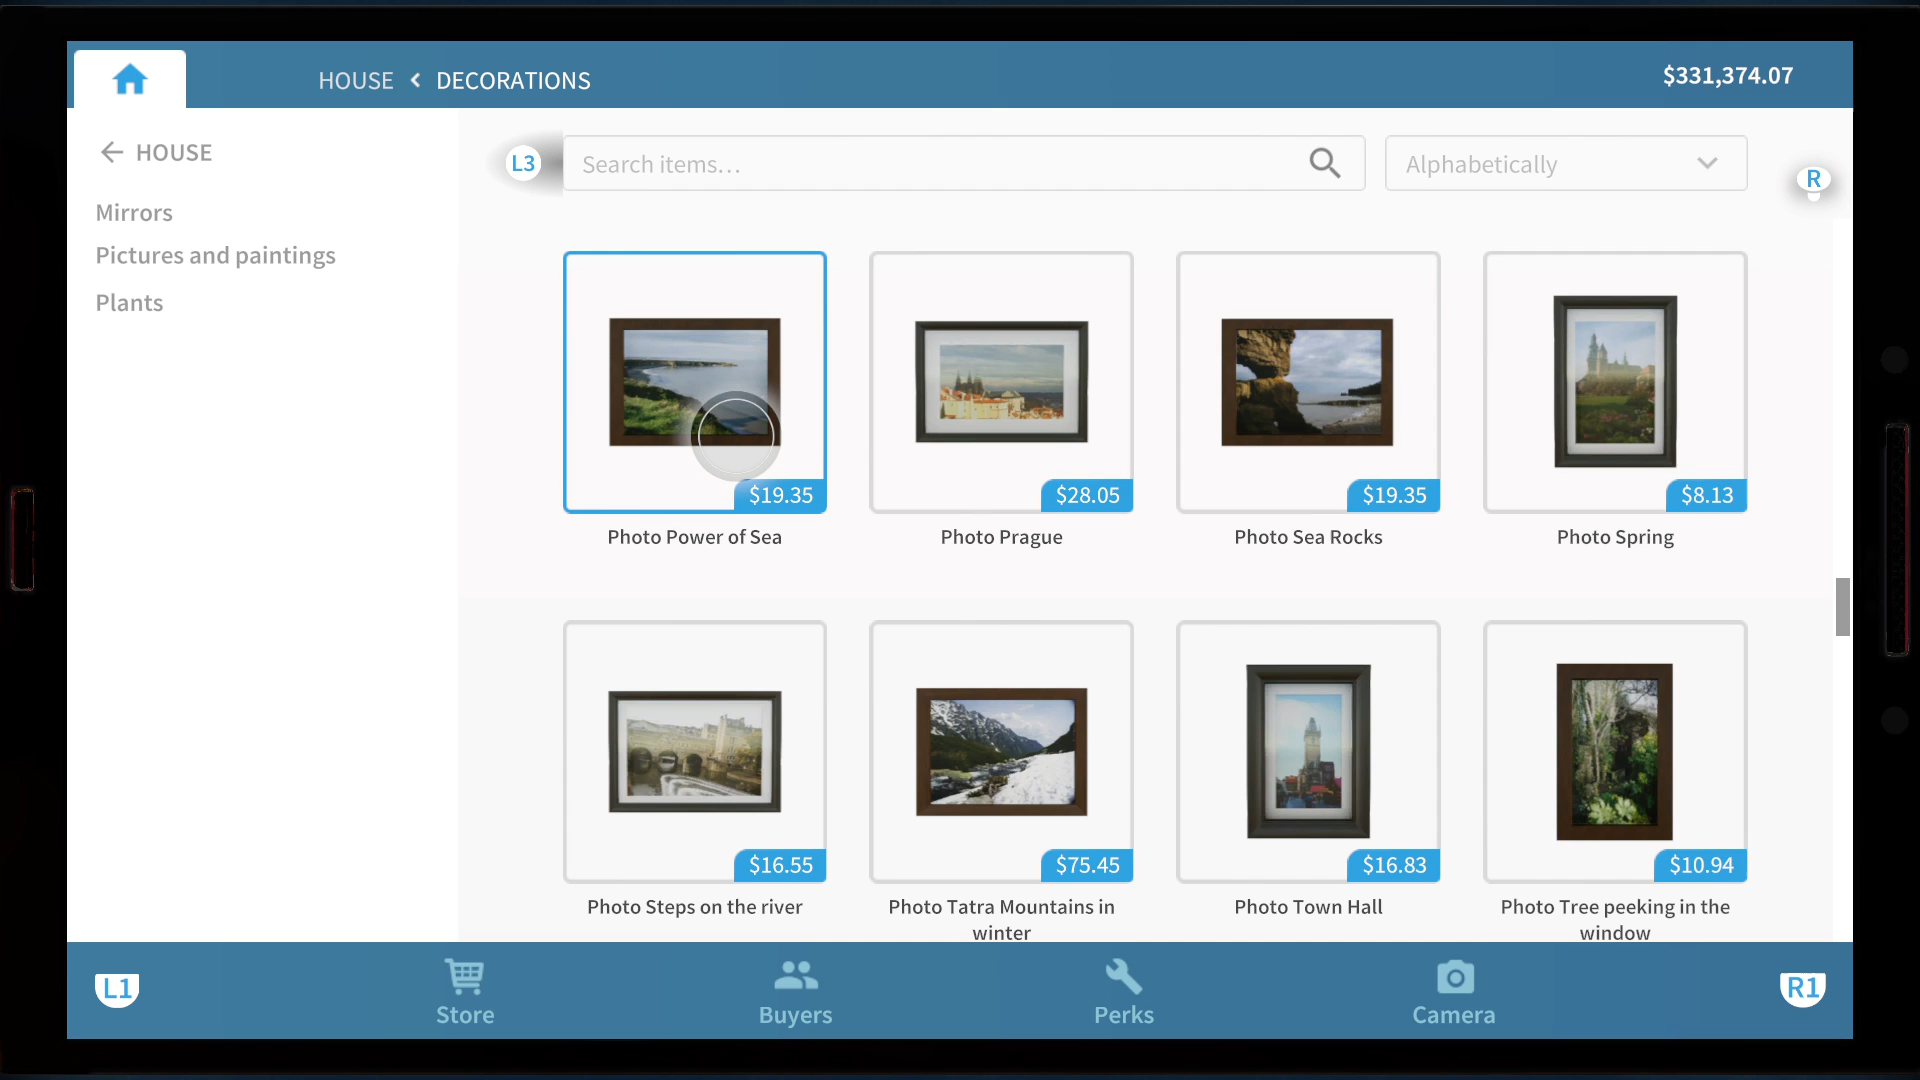 HOUSE < DECORATIONS
$331,374.07
HOUSE
Mirrors
Pictures and paintings
Plants
L3
Search items...
Alphabetically
R
$19.35
$28.05
$19.35
$8.13
Photo Power of Sea
Photo Prague
Photo Sea Rocks
Photo Spring
$16.55
$75.45
$16.83
$10.94
Photo Steps on the river
Photo Tatra Mountains in
winter
Photo Town Hall
Photo Tree peeking in the
window
L1
Store
Buyers
Perks
Camera
R1